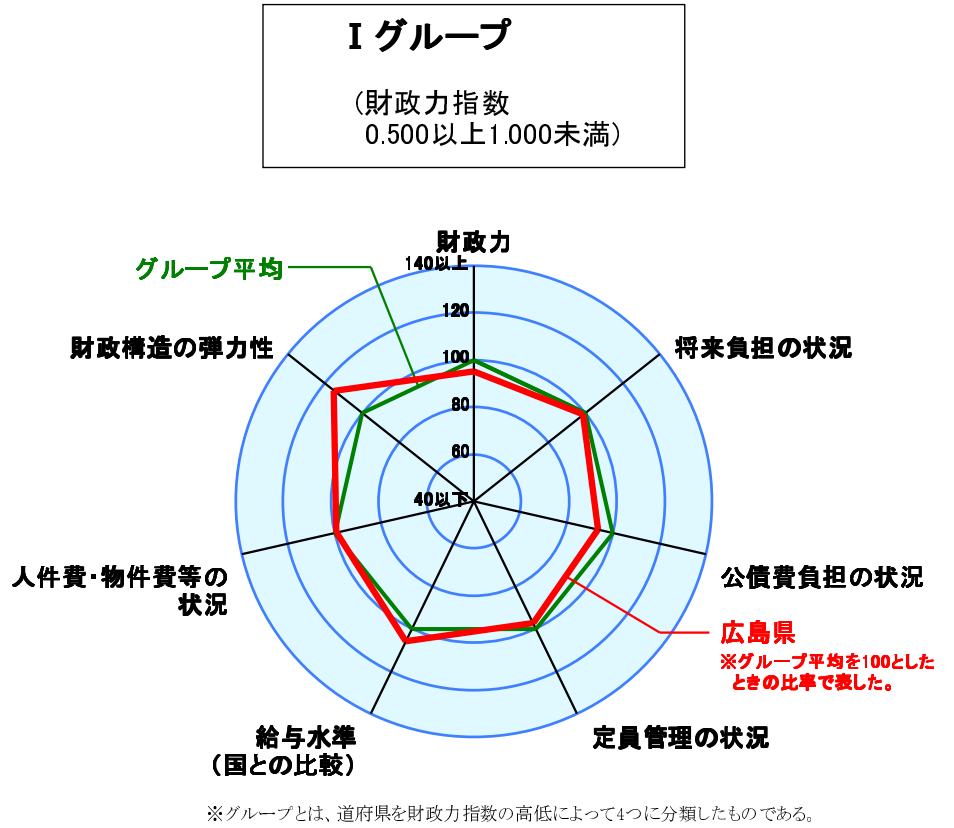 Ⅰグループ
（財政力指数
0.500以上1.000未満）
財政力
140以上
グループ平均
120
財政構造の弾力性
将来負担の状況
100
80
60
40以下
人件費・物件費等の
状況
公債費負担の状況
広島県
※グループ平均を100とした
ときの比率で表した。
給与水準
（国との比較）
定員管理の状況
※グループとは、道府県を財政力指数の高低によって4つに分類したものである。